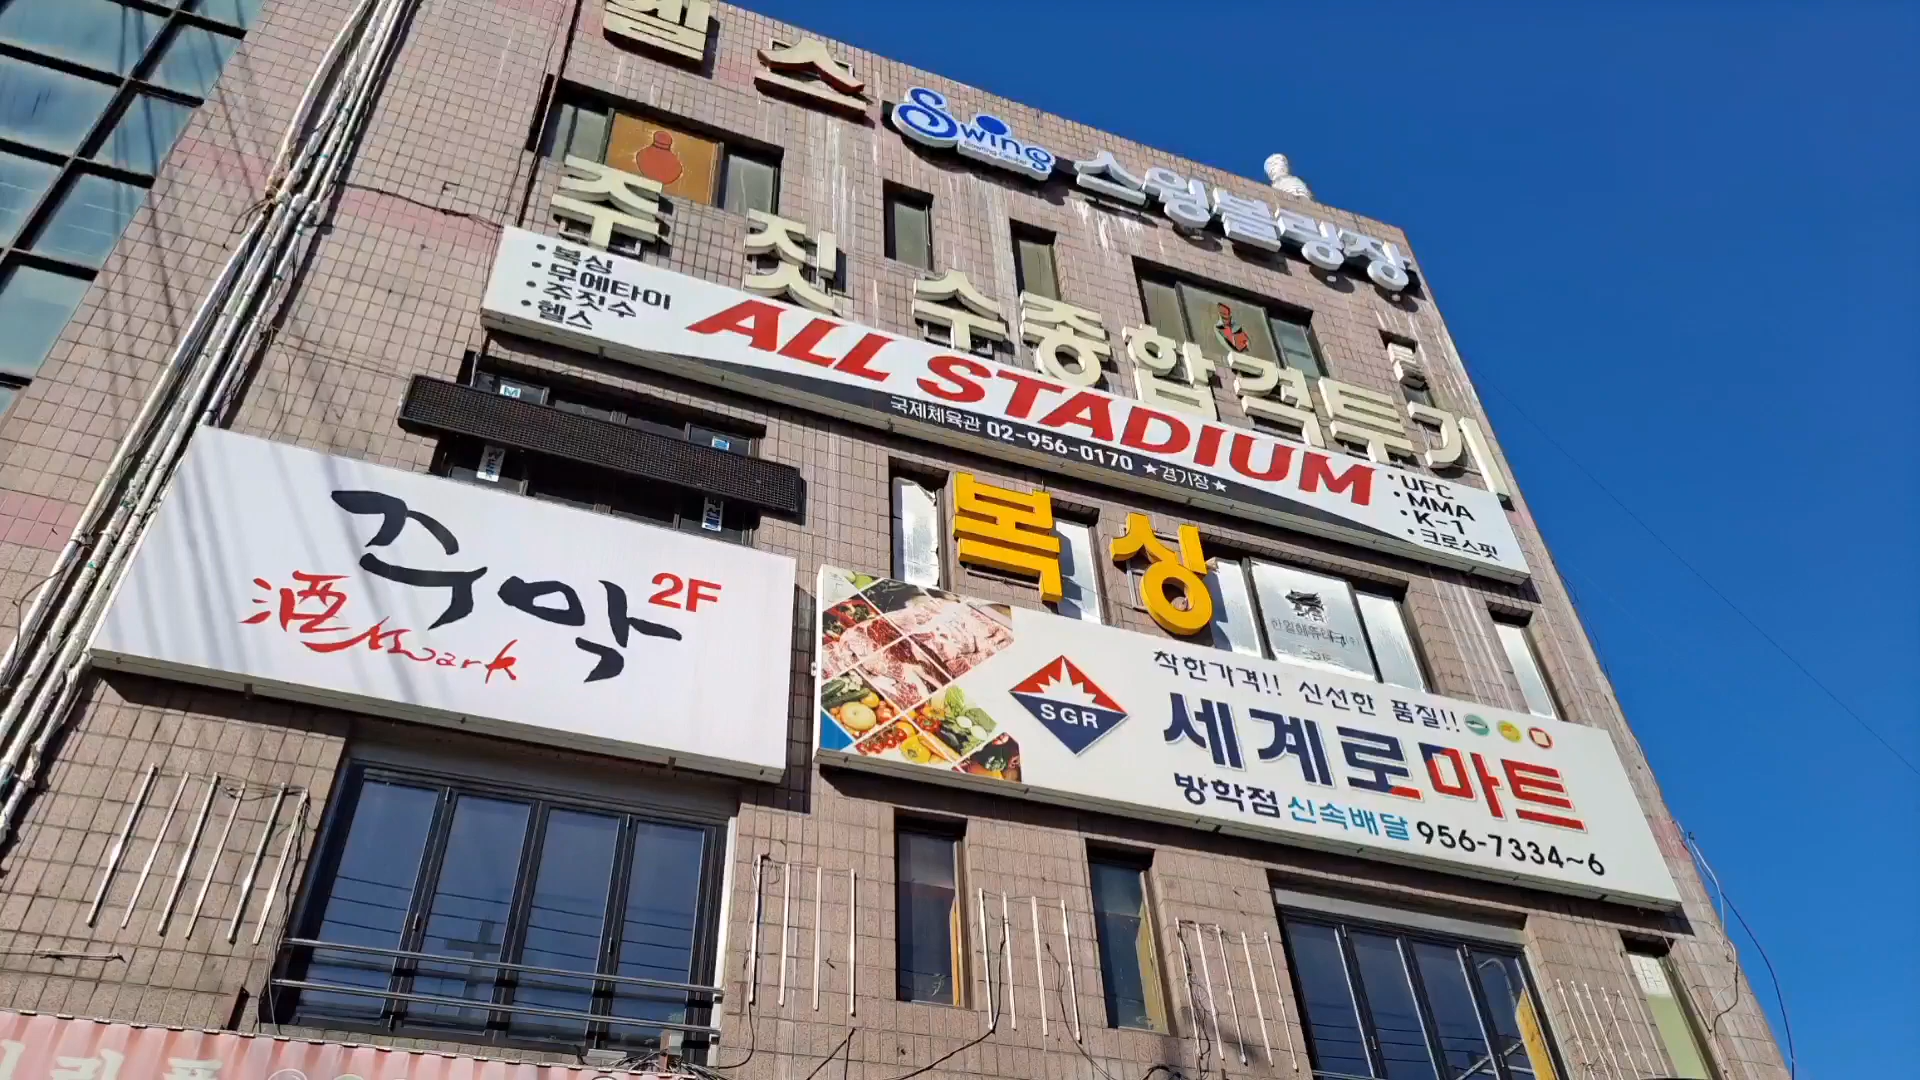 헬스
Swing
Bowling Center
스윙볼링장
주짓수종합격투기
• 복싱
• 무에타이
• 주짓수
• 헬스
ALL STADIUM
국제체육관 02-956-0170 ★경기장★
• UFC
• MMA
• K-1
• 크로스핏
복싱
주막 2F
酒 work
착한가격!! 신선한 품질!!
SGR
세계로마트
방학점 신속배달 956-7334~6